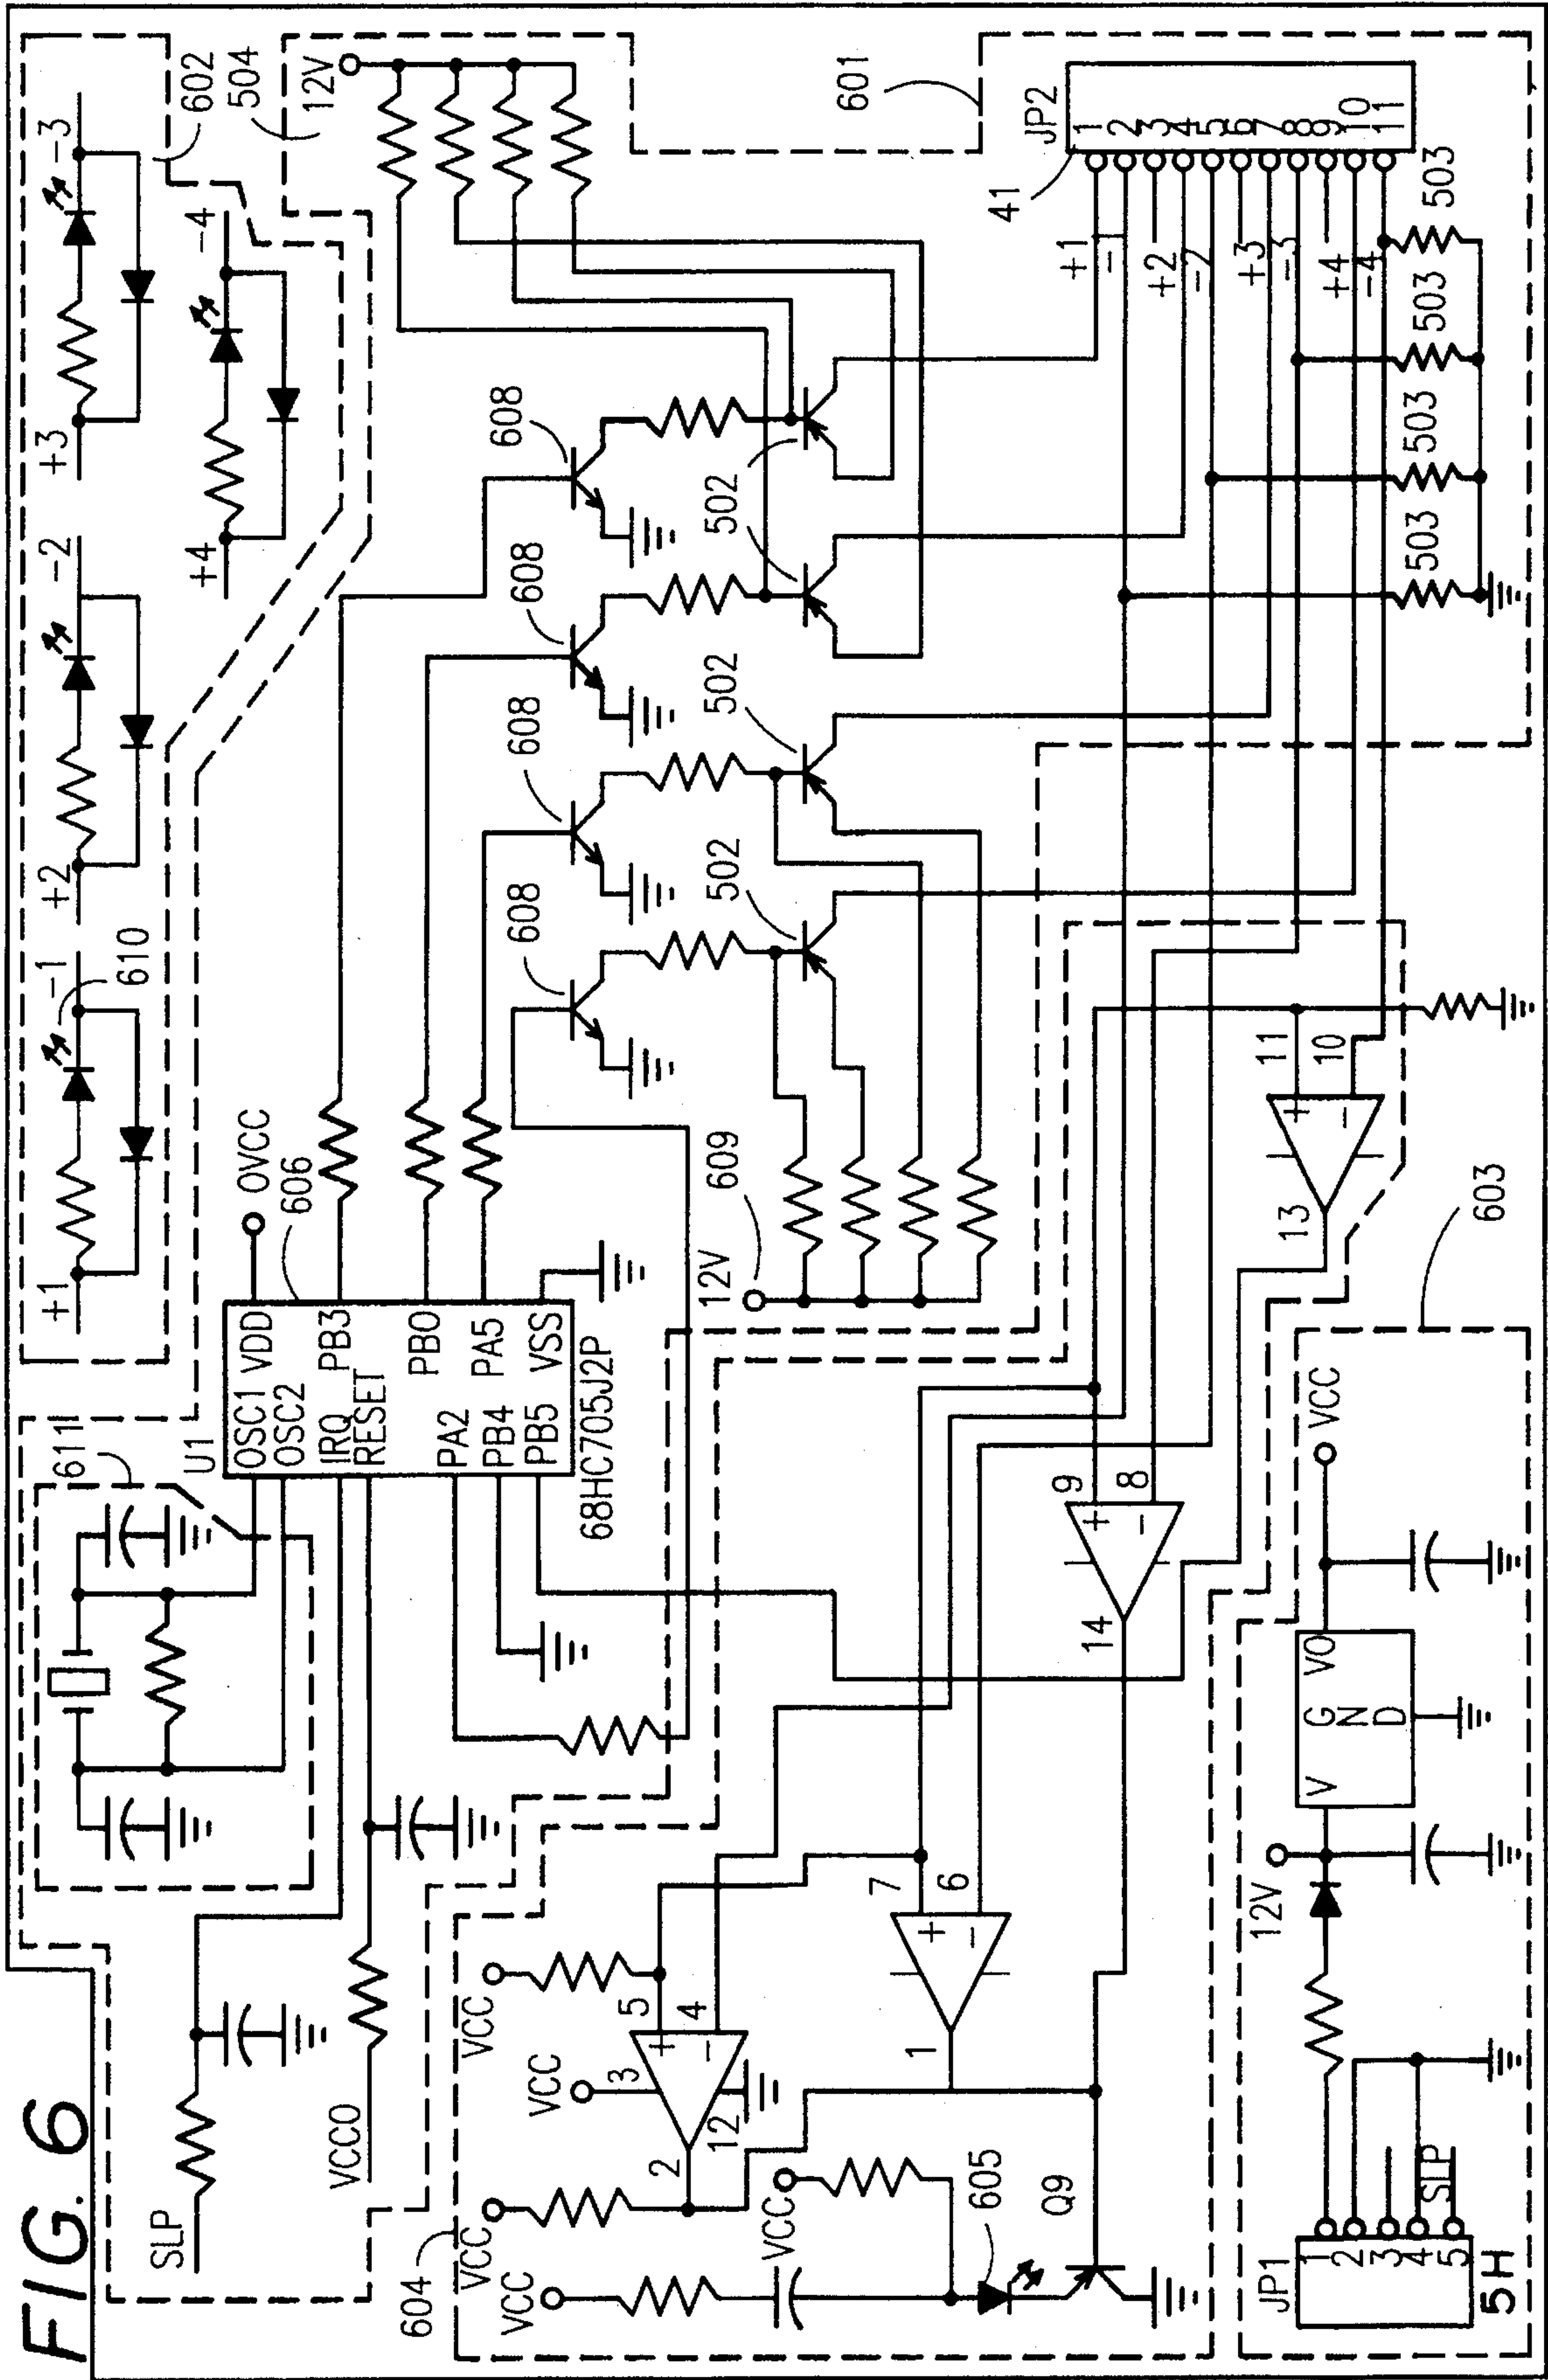 FIG. 6
+1
-1
610
+2
-2
+3
-3
602
+4
-4
504
12V
611
U1
OSC1 VDD
OSC2
IRQ PB3
RESET
PB0
PA2 PA5
PB4
PB5 VSS
68HC705J2P
OVCC
606
SLP
VCCO
608
608
608
608
502
502
502
502
12V
609
601
JP2
41
1
2
3
4
5
6
7
8
9
10
11
+1
-1
+2
-2
+3
-3
+4
-4
503
503
503
503
604
VCC
VCC
VCC
VCC
VCC
605
Q9
2
3
12
5
+
4
-
1
7
+
6
-
14
9
+
8
-
13
11
+
10
-
603
JP1
1
2
3
4
5
SLP
5H
12V
V GND VO
VCC